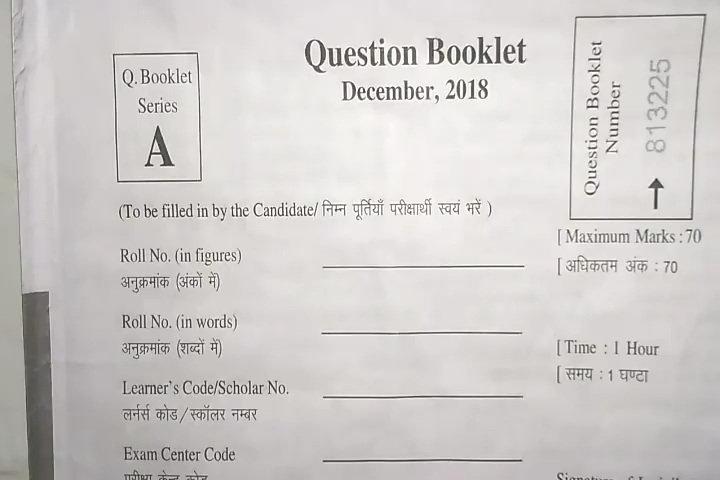 Question Booklet
December, 2018
Q. Booklet
Series
A
Question Booklet
Number
813225
(To be filled in by the Candidate/ निम्न पूर्तियाँ परीक्षार्थी स्वयं भरें )
[ Maximum Marks : 70
[ अधिकतम अंक : 70
Roll No. (in figures)
अनुक्रमांक (अंकों में)
Roll No. (in words)
अनुक्रमांक (शब्दों में)
[ Time : 1 Hour
[ समय : 1 घण्टा
Learner's Code/Scholar No.
लर्नर्स कोड / स्कॉलर नम्बर
Exam Center Code
परीक्षा केन्द्र कोड